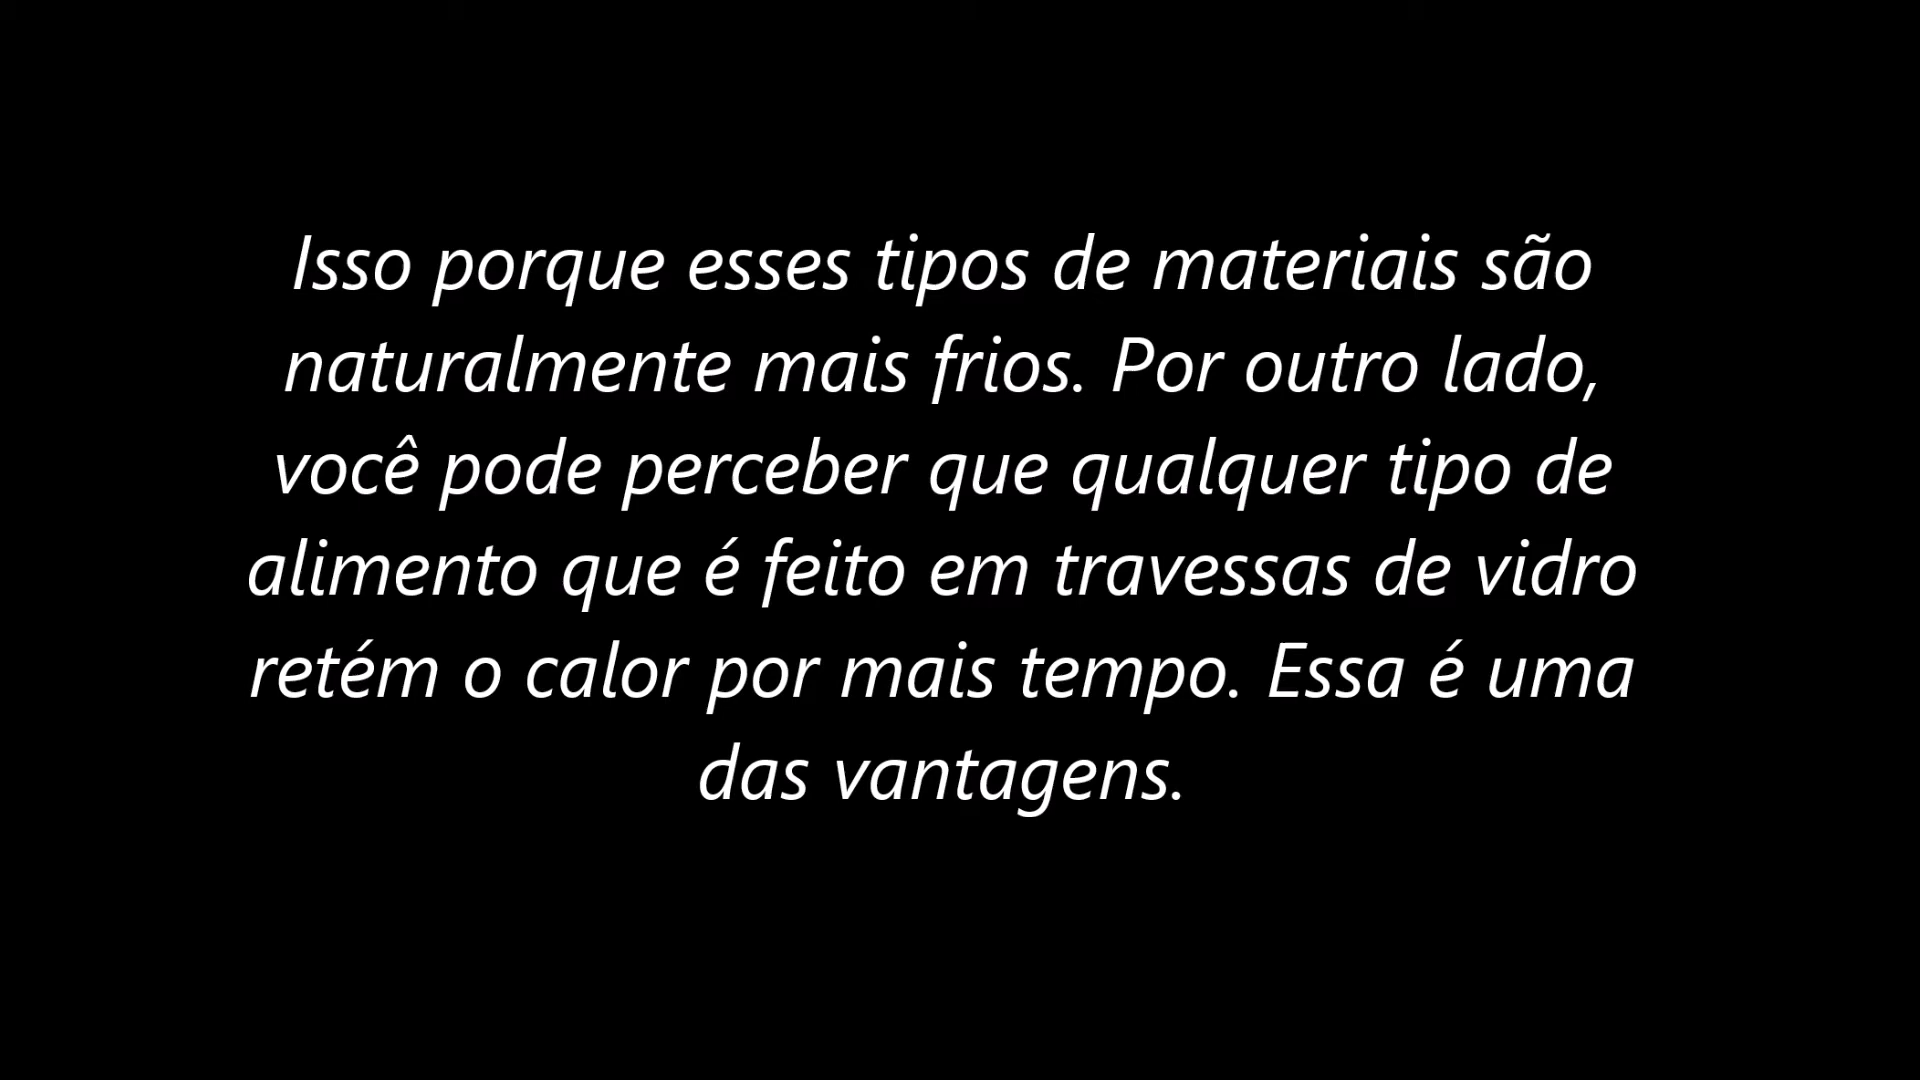 Isso porque esses tipos de materiais são
naturalmente mais frios. Por outro lado,
você pode perceber que qualquer tipo de
alimento que é feito em travessas de vidro
retém o calor por mais tempo. Essa é uma
das vantagens.